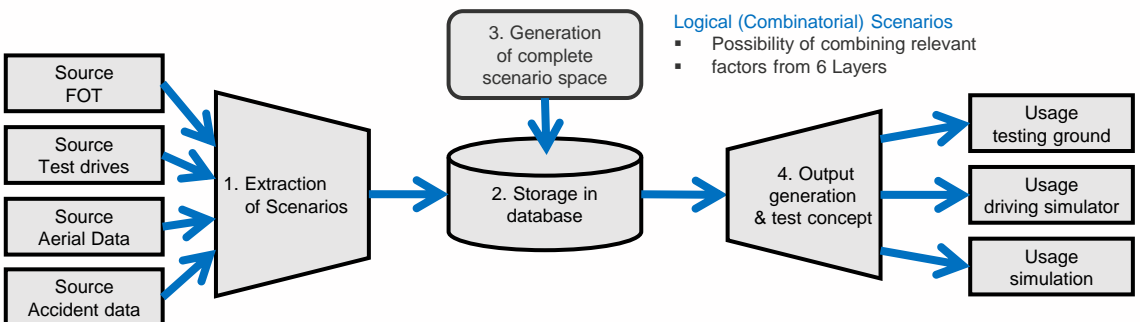 Source
FOT
Source
Test drives
Source
Aerial Data
Source
Accident data
1. Extraction
of Scenarios
3. Generation
of complete
scenario space
2. Storage in
database
Logical (Combinatorial) Scenarios
▪ Possibility of combining relevant
▪ factors from 6 Layers
4. Output
generation
& test concept
Usage
testing ground
Usage
driving simulator
Usage
simulation